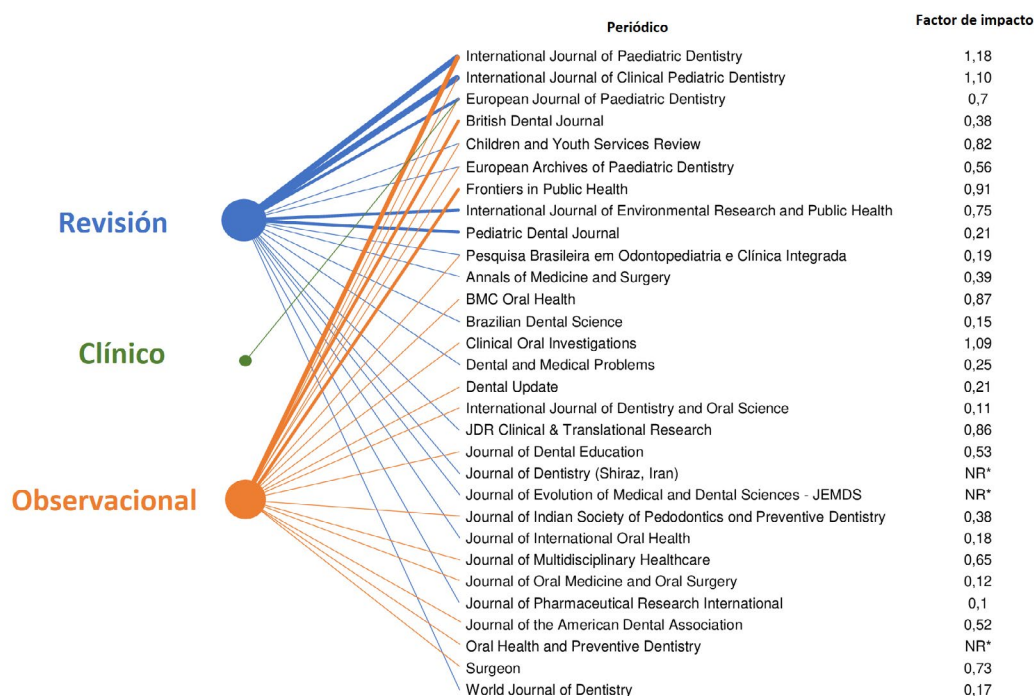 Periódico Factor de impacto
International Journal of Paediatric Dentistry 1,18
International Journal of Clinical Pediatric Dentistry 1,10
European Journal of Paediatric Dentistry 0,7
British Dental Journal 0,38
Children and Youth Services Review 0,82
European Archives of Paediatric Dentistry 0,56
Frontiers in Public Health 0,91
International Journal of Environmental Research and Public Health 0,75
Revisión
Pediatric Dental Journal 0,21
Pesquisa Brasileira em Odontopediatria e Clínica Integrada 0,19
Annals of Medicine and Surgery 0,39
BMC Oral Health 0,87
Brazilian Dental Science 0,15
Clinical Oral Investigations 1,09
Clínico
Dental and Medical Problems 0,25
Dental Update 0,21
International Journal of Dentistry and Oral Science 0,11
JDR Clinical & Translational Research 0,86
Journal of Dental Education 0,53
Journal of Dentistry (Shiraz, Iran) NR*
Journal of Evolution of Medical and Dental Sciences - JEMDS NR*
Observacional
Journal of Indian Society of Pedodontics ond Preventive Dentistry 0,38
Journal of International Oral Health 0,18
Journal of Multidisciplinary Healthcare 0,65
Journal of Oral Medicine and Oral Surgery 0,12
Journal of Pharmaceutical Research International 0,1
Journal of the American Dental Association 0,52
Oral Health and Preventive Dentistry NR*
Surgeon 0,73
World Journal of Dentistry 0,17